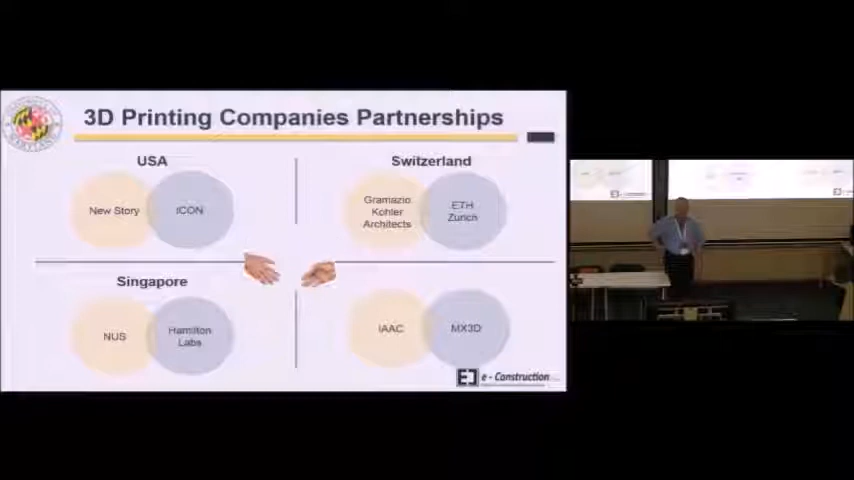 3D Printing Companies Partnerships
USA
New Story
ICON
Switzerland
Gramazio
Kohler
Architects
ETH
Zurich
Singapore
NUS
Hamilton
Labs
IAAC
MX3D
e - Construction